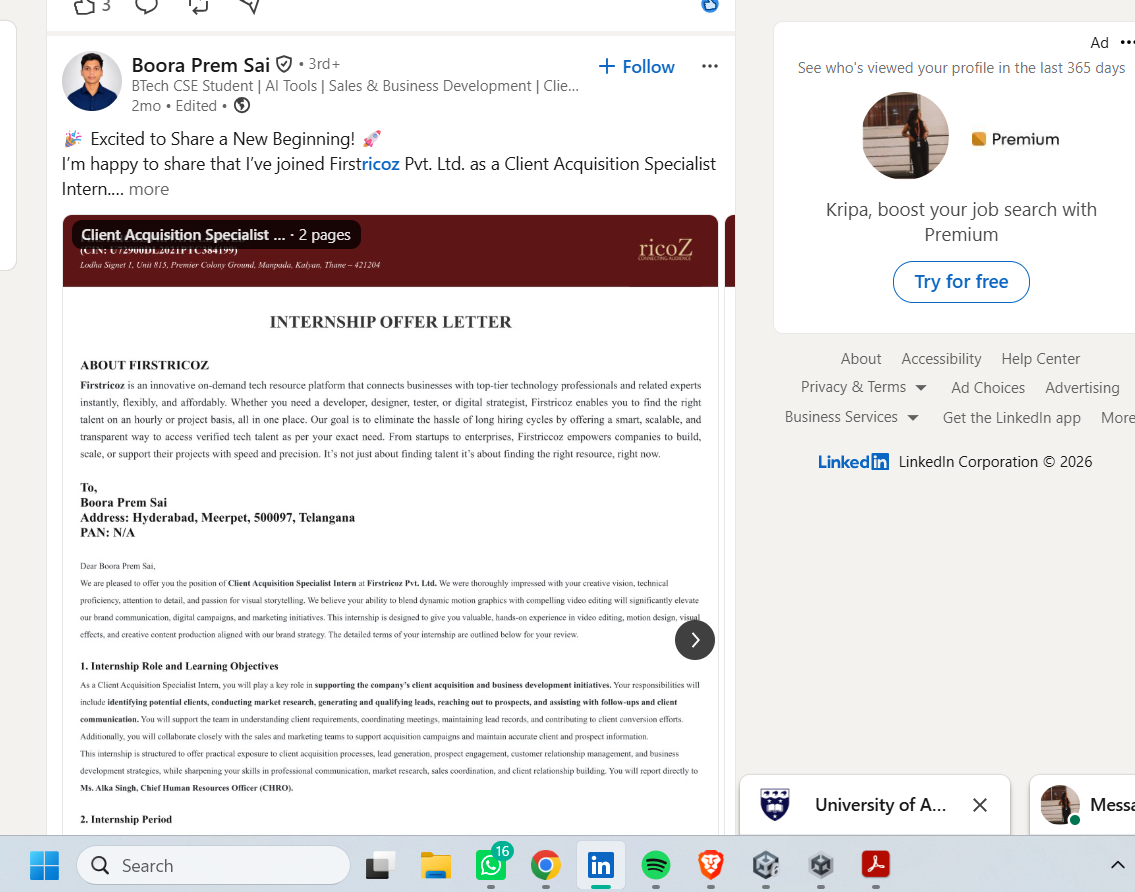 3
Boora Prem Sai • 3rd+
+ Follow
BTech CSE Student | AI Tools | Sales & Business Development | Clie...
2mo • Edited •
🎉 Excited to Share a New Beginning! 🚀
I'm happy to share that I've joined Firstricoz Pvt. Ltd. as a Client Acquisition Specialist
Intern.... more
Client Acquisition Specialist ... · 2 pages
(CIN: U72900DL2021PTC384199)
Lodha Signet 1, Unit 815, Premier Colony Ground, Manpada, Kalyan, Thane – 421204
ricoZ
CONNECTING AUDIENCE
INTERNSHIP OFFER LETTER
ABOUT FIRSTRICOZ
Firstricoz is an innovative on-demand tech resource platform that connects businesses with top-tier technology professionals and related experts
instantly, flexibly, and affordably. Whether you need a developer, designer, tester, or digital strategist, Firstricoz enables you to find the right
talent on an hourly or project basis, all in one place. Our goal is to eliminate the hassle of long hiring cycles by offering a smart, scalable, and
transparent way to access verified tech talent as per your exact need. From startups to enterprises, Firstriccoz empowers companies to build,
scale, or support their projects with speed and precision. It's not just about finding talent it's about finding the right resource, right now.
To,
Boora Prem Sai
Address: Hyderabad, Meerpet, 500097, Telangana
PAN: N/A
Dear Boora Prem Sai,
We are pleased to offer you the position of Client Acquisition Specialist Intern at Firstricoz Pvt. Ltd. We were thoroughly impressed with your creative vision, technical
proficiency, attention to detail, and passion for visual storytelling. We believe your ability to blend dynamic motion graphics with compelling video editing will significantly elevate
our brand communication, digital campaigns, and marketing initiatives. This internship is designed to give you valuable, hands-on experience in video editing, motion design, visual
effects, and creative content production aligned with our brand strategy. The detailed terms of your internship are outlined below for your review.
1. Internship Role and Learning Objectives
As a Client Acquisition Specialist Intern, you will play a key role in supporting the company's client acquisition and business development initiatives. Your responsibilities will
include identifying potential clients, conducting market research, generating and qualifying leads, reaching out to prospects, and assisting with follow-ups and client
communication. You will support the team in understanding client requirements, coordinating meetings, maintaining lead records, and contributing to client conversion efforts.
Additionally, you will collaborate closely with the sales and marketing teams to support acquisition campaigns and maintain accurate client and prospect information.
This internship is structured to offer practical exposure to client acquisition processes, lead generation, prospect engagement, customer relationship management, and business
development strategies, while sharpening your skills in professional communication, market research, sales coordination, and client relationship building. You will report directly to
Ms. Alka Singh, Chief Human Resources Officer (CHRO).
2. Internship Period
Ad
See who's viewed your profile in the last 365 days
Premium
Kripa, boost your job search with
Premium
Try for free
About Accessibility Help Center
Privacy & Terms Ad Choices Advertising
Business Services Get the LinkedIn app More
LinkedIn LinkedIn Corporation © 2026
University of A...
Messa
Search
16